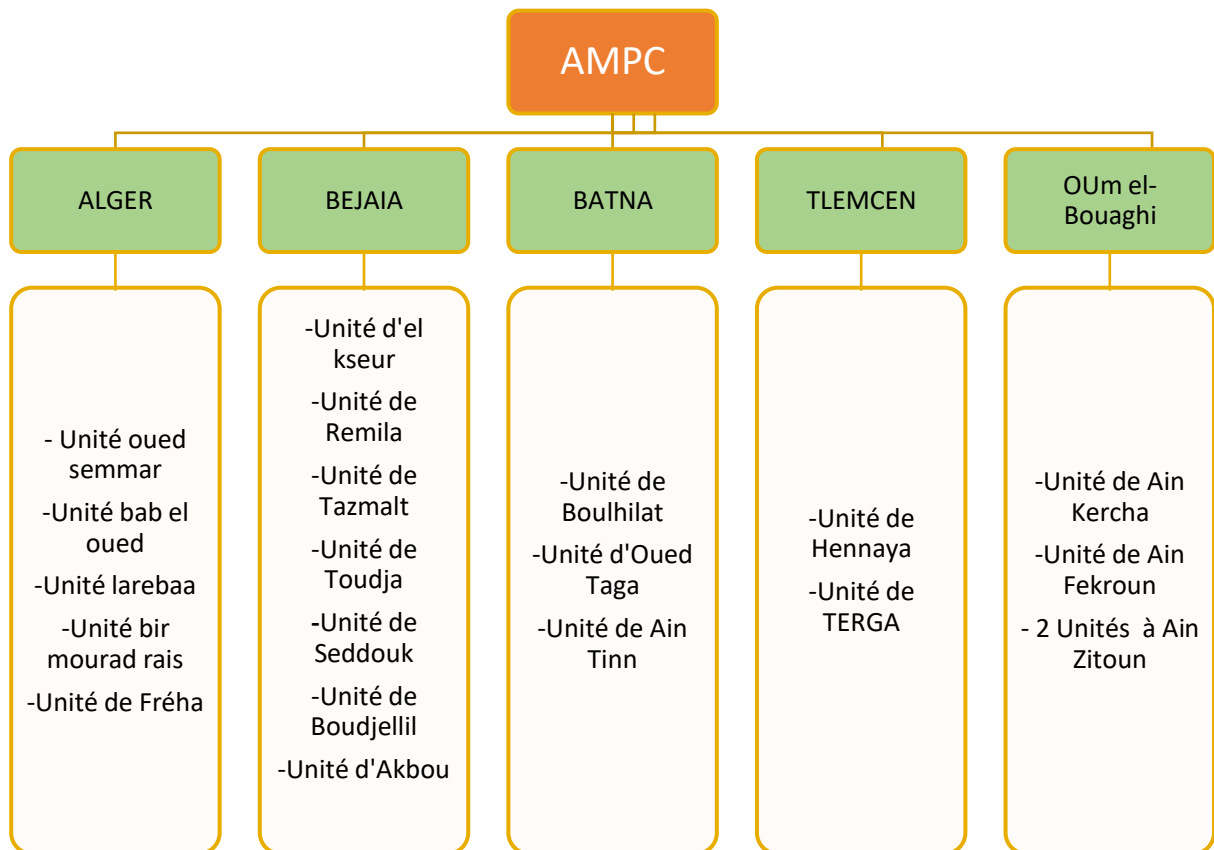 AMPC
ALGER
BEJAIA
BATNA
TLEMCEN
OUm el-
Bouaghi
- Unité oued
semmar
-Unité bab el
oued
-Unité larebaa
-Unité bir
mourad rais
-Unité de Fréha
-Unité d'el
kseur
-Unité de
Remila
-Unité de
Tazmalt
-Unité de
Toudja
-Unité de
Seddouk
-Unité de
Boudjellil
-Unité d'Akbou
-Unité de
Boulhilat
-Unité d'Oued
Taga
-Unité de Ain
Tinn
-Unité de
Hennaya
-Unité de
TERGA
-Unité de Ain
Kercha
-Unité de Ain
Fekroun
- 2 Unités à Ain
Zitoun